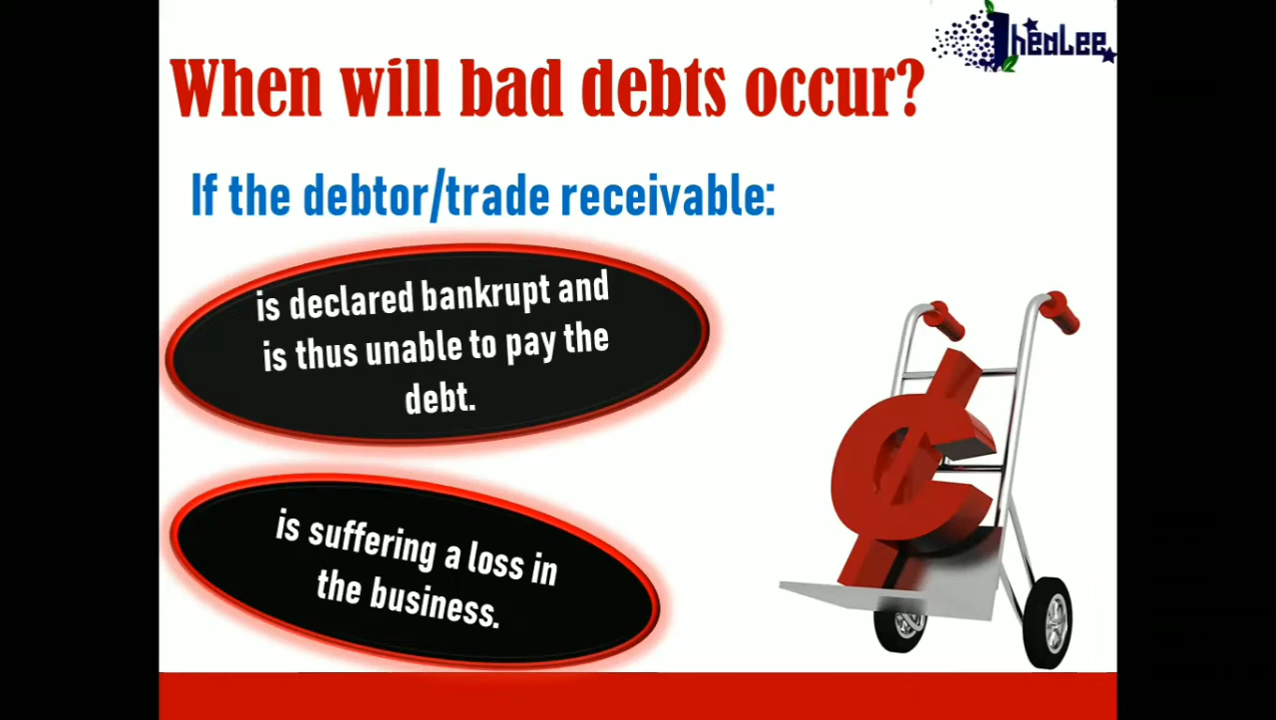 JheaLee
When will bad debts occur?
If the debtor/trade receivable:
is declared bankrupt and
is thus unable to pay the
debt.
is suffering a loss in
the business.